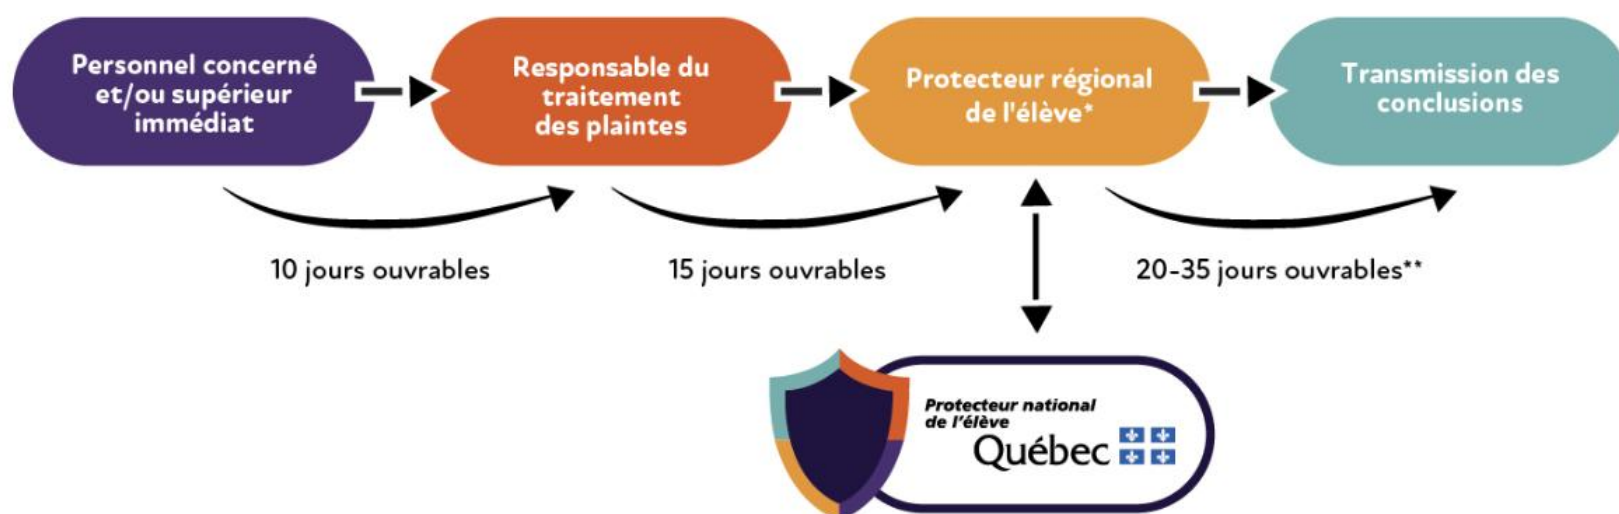 Personnel concerné
et/ou supérieur
immédiat
Responsable du
traitement
des plaintes
Protecteur régional
de l'élève*
Transmission des
conclusions
10 jours ouvrables
15 jours ouvrables
20-35 jours ouvrables**
Protecteur national
de l'élève
Québec